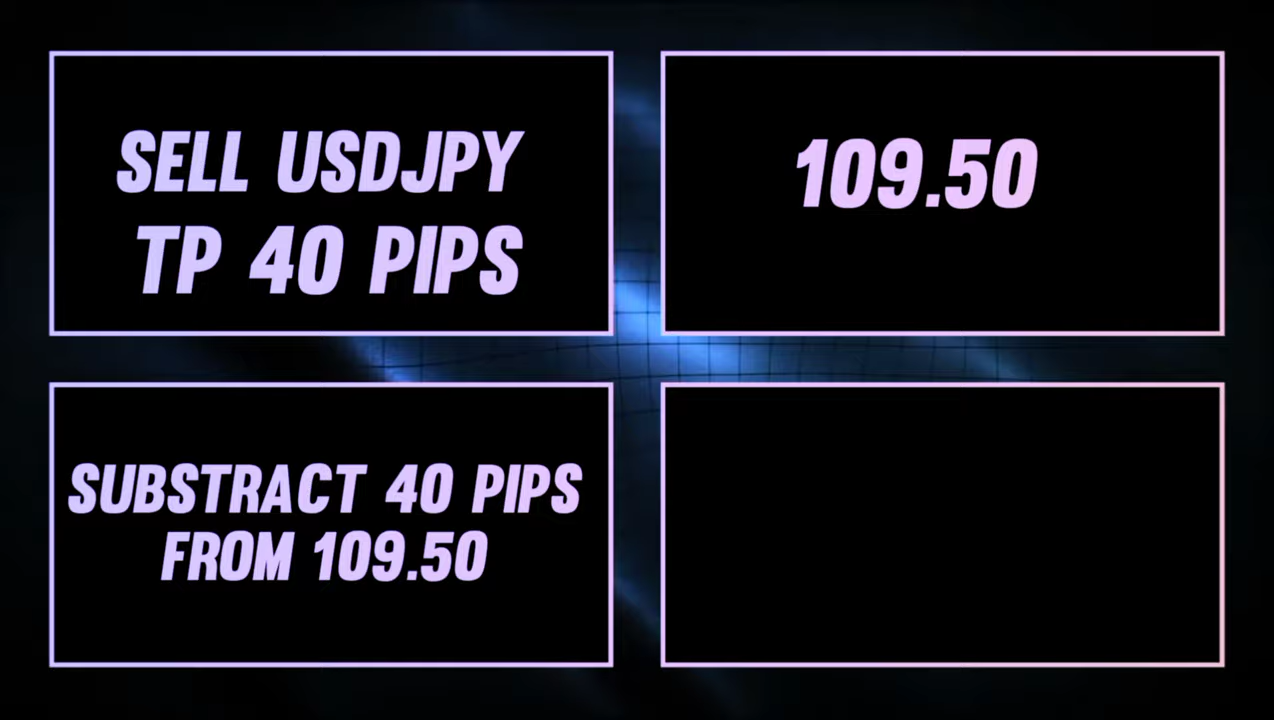 SELL USDJPY
TP 40 PIPS
109.50
SUBSTRACT 40 PIPS
FROM 109.50